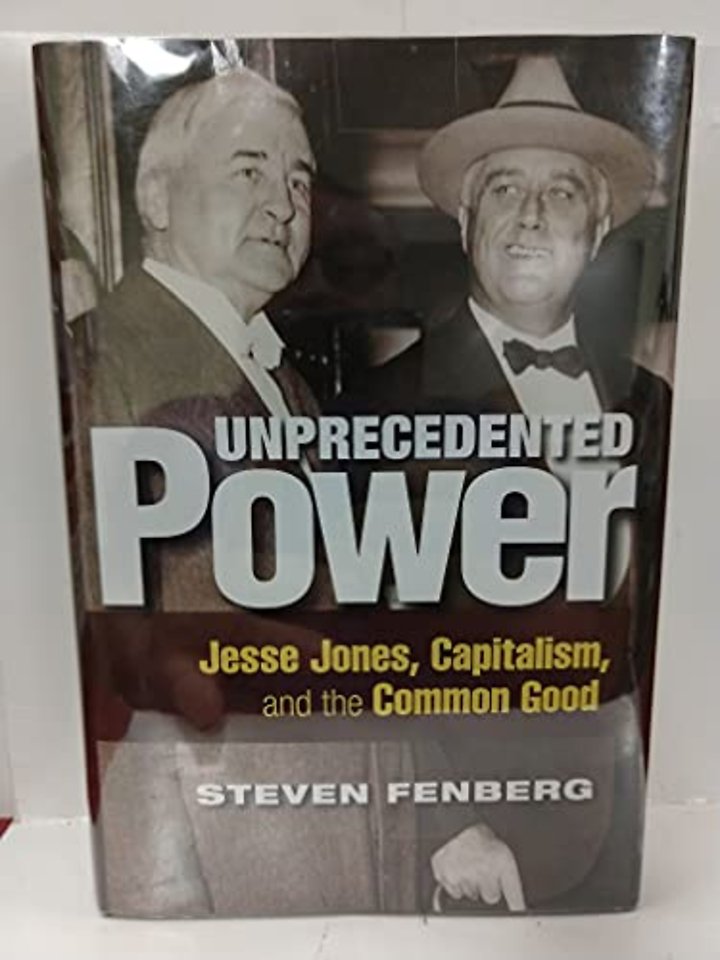 UNPRECEDENTED
Power
Jesse Jones, Capitalism,
and the Common Good
STEVEN FENBERG